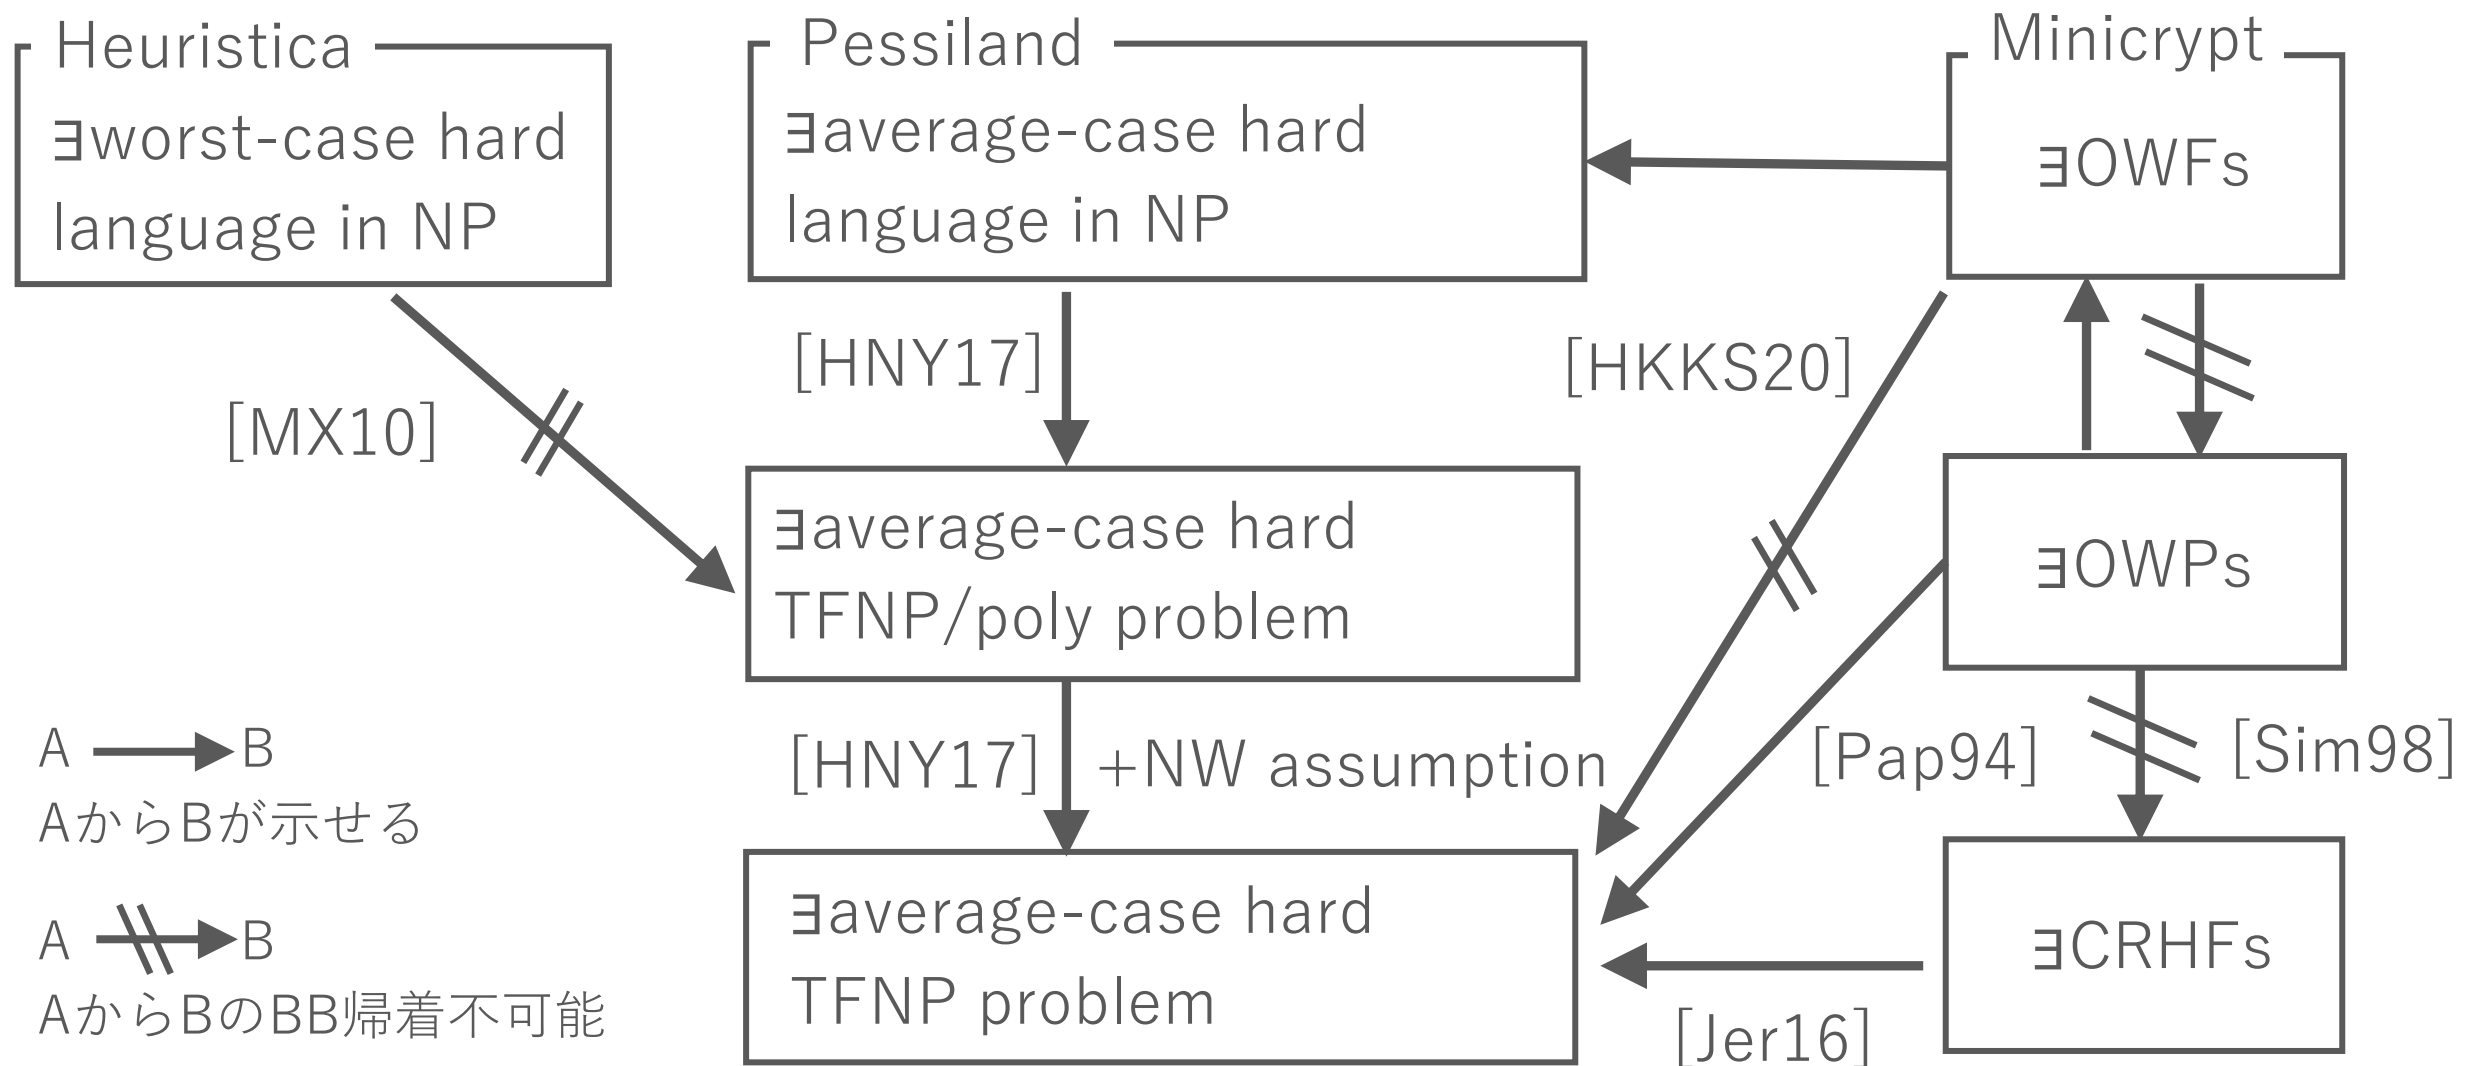 Heuristica
∃worst-case hard
language in NP
Pessiland
∃average-case hard
language in NP
Minicrypt
∃OWFs
[MX10]
[HNY17]
[HKKS20]
∃average-case hard
TFNP/poly problem
∃OWPs
[HNY17]
+NW assumption
[Pap94]
[Sim98]
∃average-case hard
TFNP problem
∃CRHFs
[Jer16]
A B
AからBが示せる
A B
AからBのBB帰着不可能